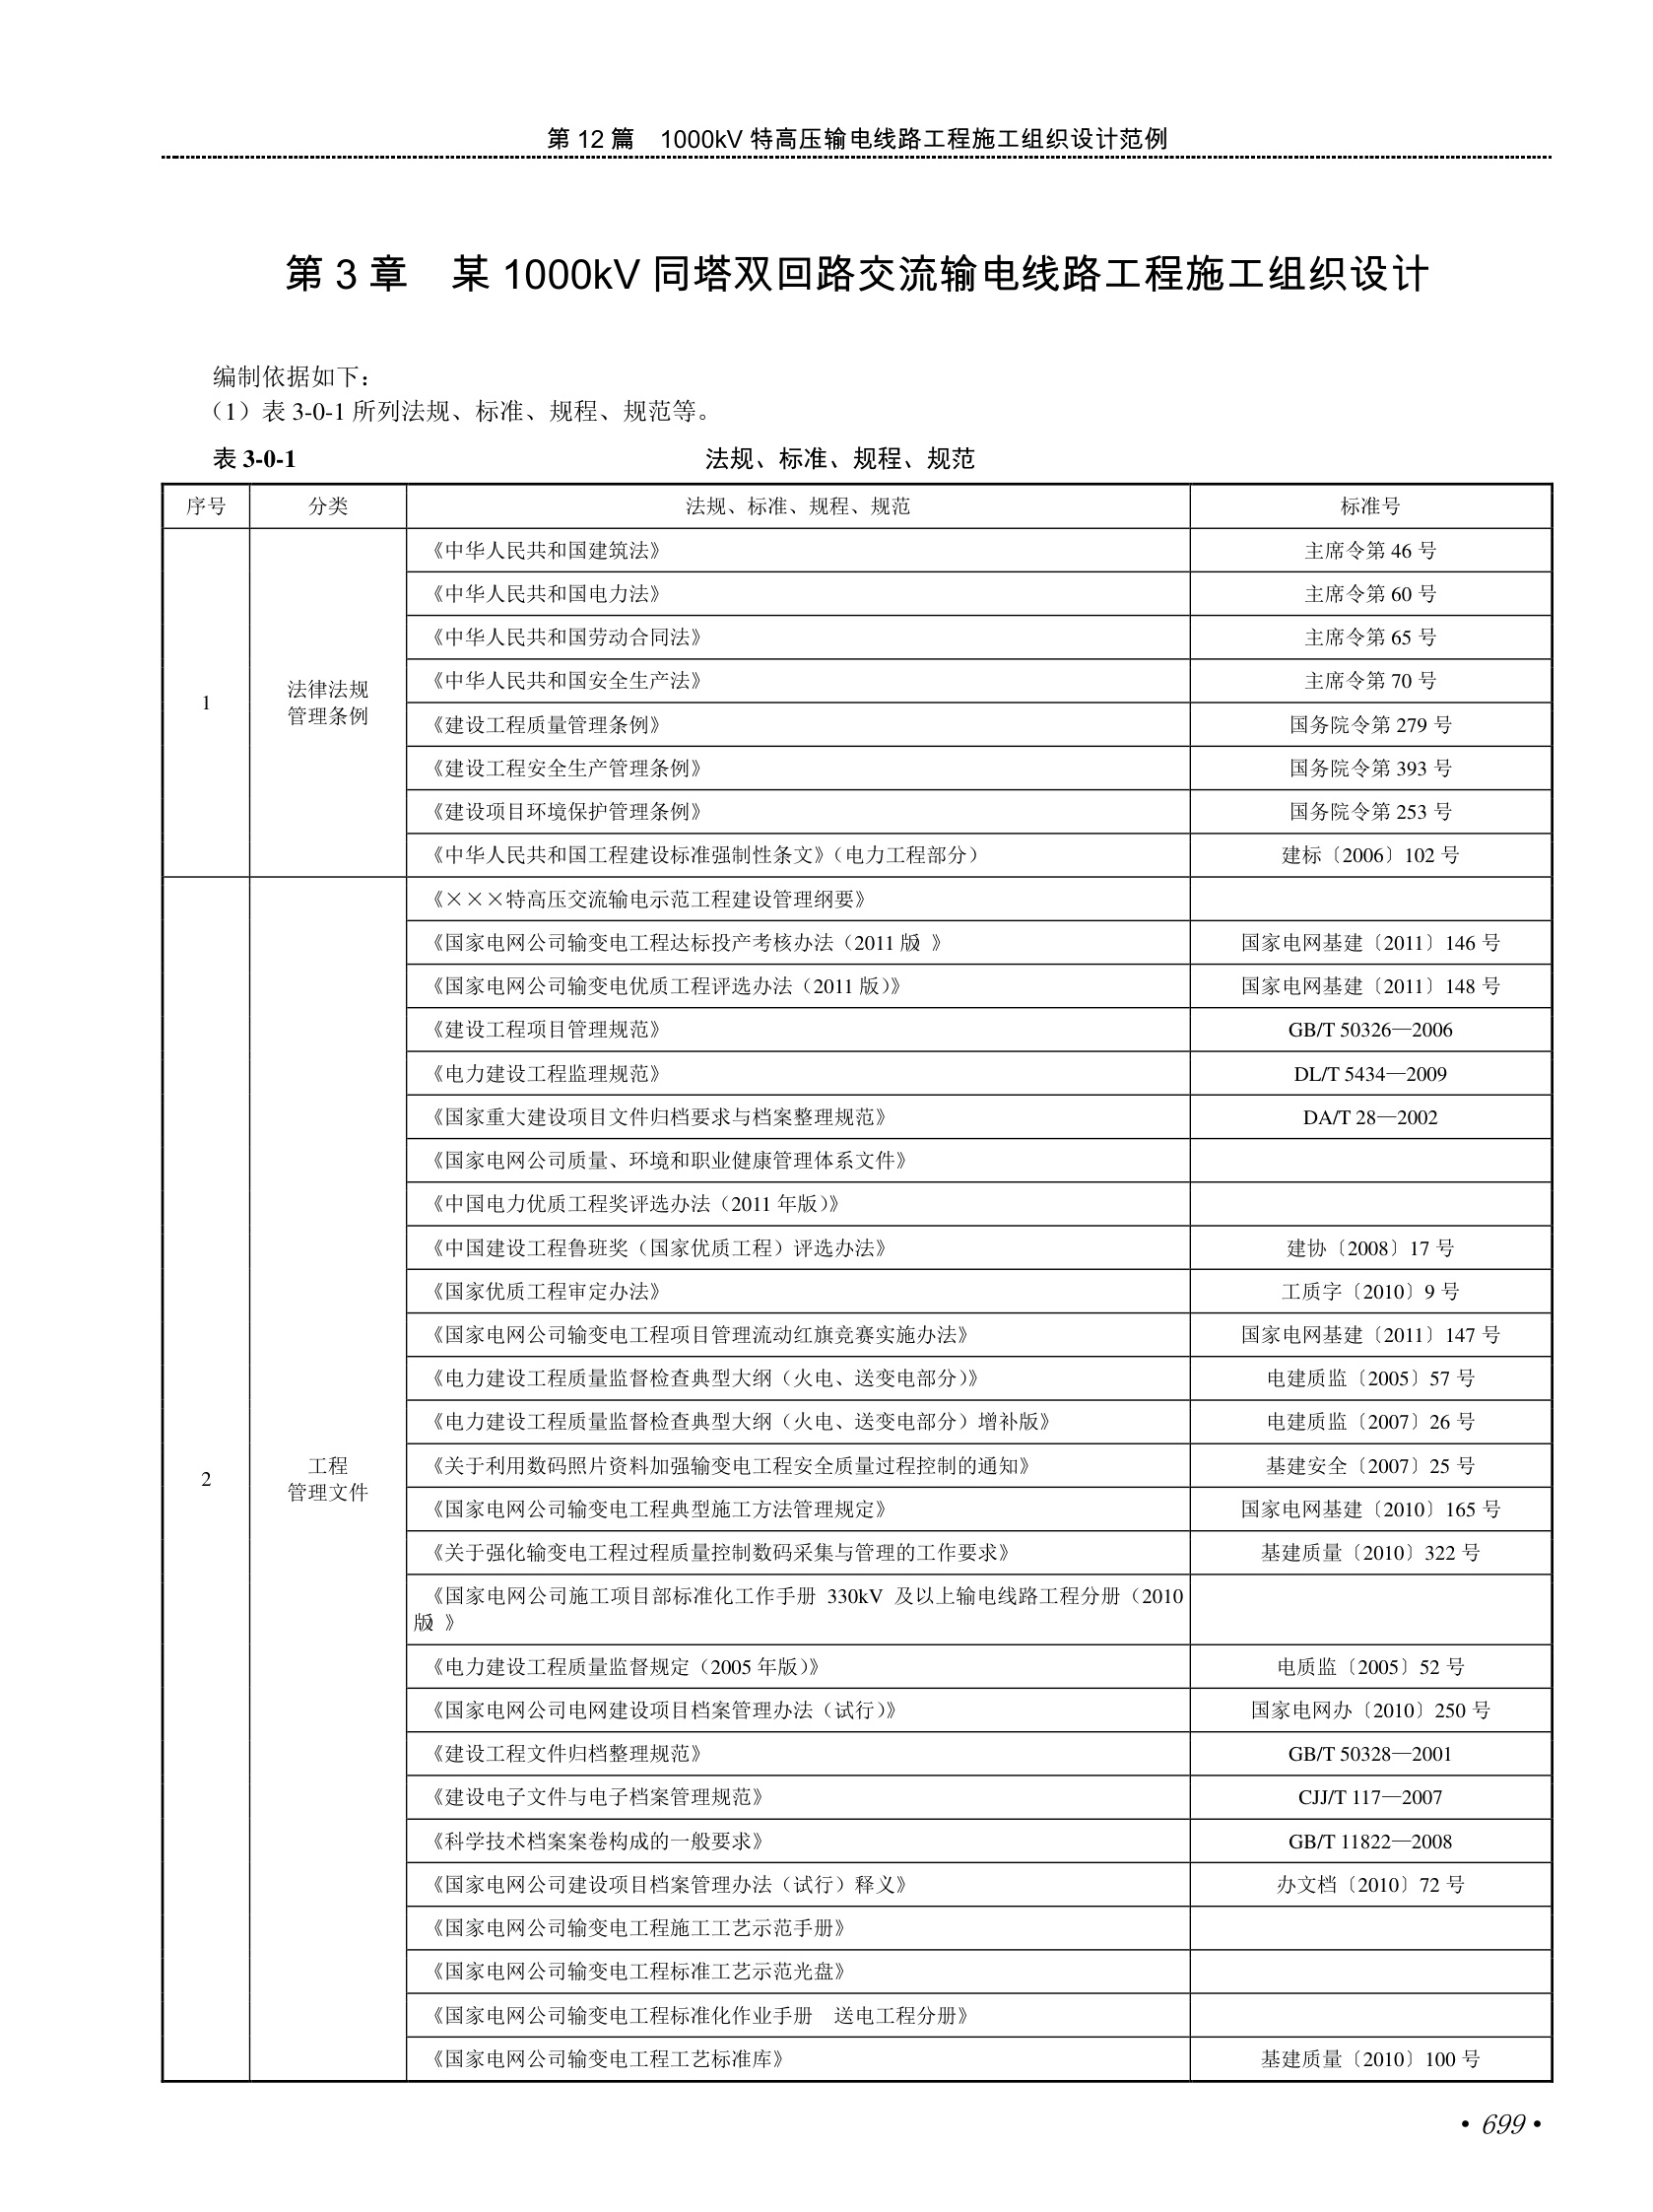 第 12 篇　1000kV 特高压输电线路工程施工组织设计范例
第 3 章　某 1000kV 同塔双回路交流输电线路工程施工组织设计
编制依据如下：
（1）表 3-0-1 所列法规、标准、规程、规范等。
表 3-0-1　法规、标准、规程、规范
序号　分类　法规、标准、规程、规范　标准号
1　法律法规
管理条例
《中华人民共和国建筑法》　主席令第 46 号
《中华人民共和国电力法》　主席令第 60 号
《中华人民共和国劳动合同法》　主席令第 65 号
《中华人民共和国安全生产法》　主席令第 70 号
《建设工程质量管理条例》　国务院令第 279 号
《建设工程安全生产管理条例》　国务院令第 393 号
《建设项目环境保护管理条例》　国务院令第 253 号
《中华人民共和国工程建设标准强制性条文》（电力工程部分）　建标〔2006〕102 号
2　工程
管理文件
《×××特高压交流输电示范工程建设管理纲要》
《国家电网公司输变电工程达标投产考核办法（2011 版）》　国家电网基建〔2011〕146 号
《国家电网公司输变电优质工程评选办法（2011 版）》　国家电网基建〔2011〕148 号
《建设工程项目管理规范》　GB/T 50326—2006
《电力建设工程监理规范》　DL/T 5434—2009
《国家重大建设项目文件归档要求与档案整理规范》　DA/T 28—2002
《国家电网公司质量、环境和职业健康管理体系文件》
《中国电力优质工程奖评选办法（2011 年版）》
《中国建设工程鲁班奖（国家优质工程）评选办法》　建协〔2008〕17 号
《国家优质工程审定办法》　工质字〔2010〕9 号
《国家电网公司输变电工程项目管理流动红旗竞赛实施办法》　国家电网基建〔2011〕147 号
《电力建设工程质量监督检查典型大纲（火电、送变电部分）》　电建质监〔2005〕57 号
《电力建设工程质量监督检查典型大纲（火电、送变电部分）增补版》　电建质监〔2007〕26 号
《关于利用数码照片资料加强输变电工程安全质量过程控制的通知》　基建安全〔2007〕25 号
《国家电网公司输变电工程典型施工方法管理规定》　国家电网基建〔2010〕165 号
《关于强化输变电工程过程质量控制数码采集与管理的工作要求》　基建质量〔2010〕322 号
《国家电网公司施工项目部标准化工作手册 330kV 及以上输电线路工程分册（2010
版）》
《电力建设工程质量监督规定（2005 年版）》　电质监〔2005〕52 号
《国家电网公司电网建设项目档案管理办法（试行）》　国家电网办〔2010〕250 号
《建设工程文件归档整理规范》　GB/T 50328—2001
《建设电子文件与电子档案管理规范》　CJJ/T 117—2007
《科学技术档案案卷构成的一般要求》　GB/T 11822—2008
《国家电网公司建设项目档案管理办法（试行）释义》　办文档〔2010〕72 号
《国家电网公司输变电工程施工工艺示范手册》
《国家电网公司输变电工程标准工艺示范光盘》
《国家电网公司输变电工程标准化作业手册　送电工程分册》
《国家电网公司输变电工程工艺标准库》　基建质量〔2010〕100 号
• 699 •